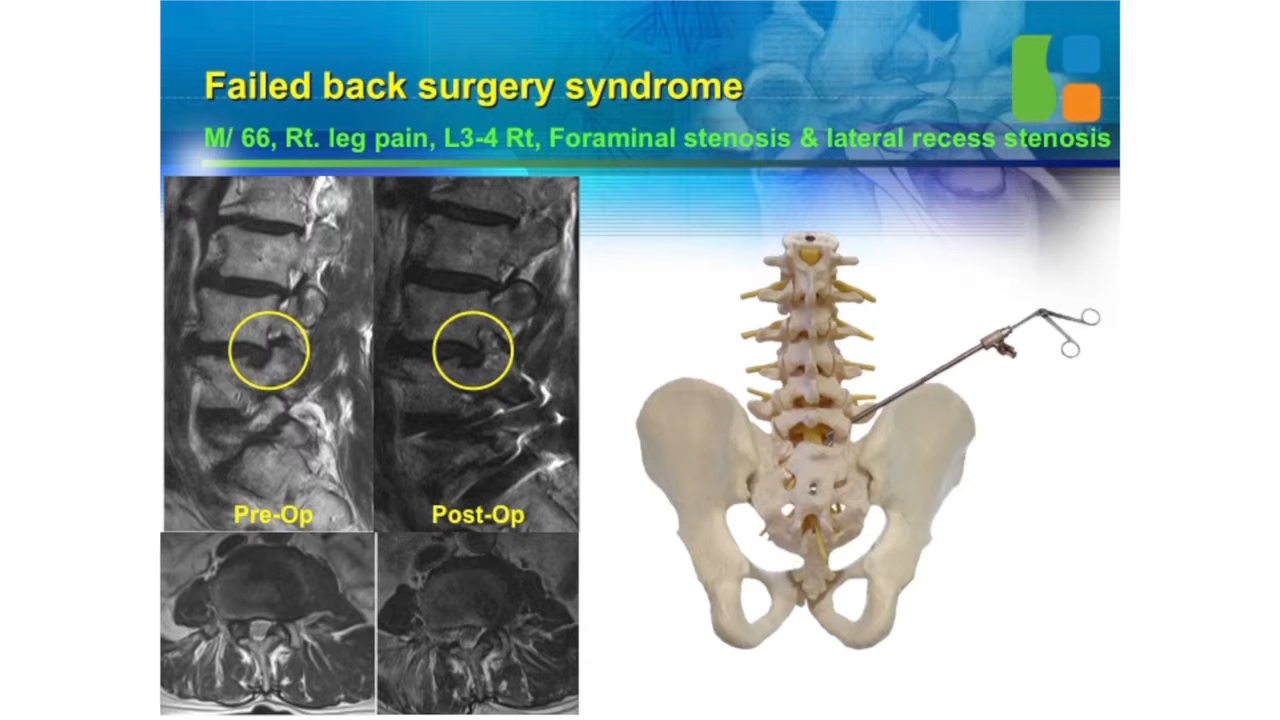 Failed back surgery syndrome
M/ 66, Rt. leg pain, L3-4 Rt, Foraminal stenosis & lateral recess stenosis
Pre-Op
Post-Op